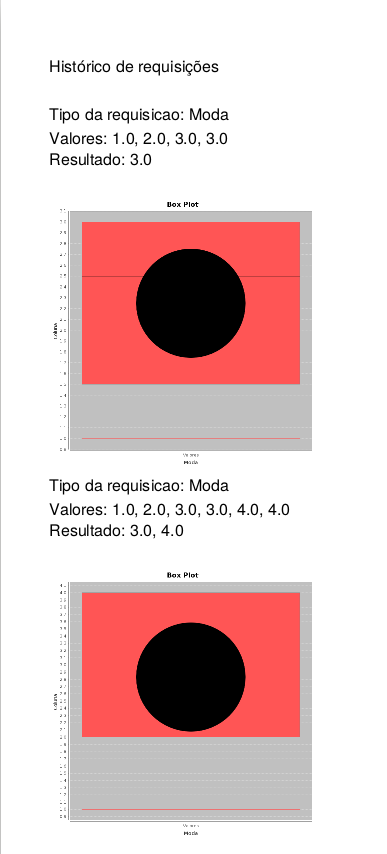 Histórico de requisições
Tipo da requisicao: Moda
Valores: 1.0, 2.0, 3.0, 3.0
Resultado: 3.0
Box Plot
Valores
Moda
Tipo da requisicao: Moda
Valores: 1.0, 2.0, 3.0, 3.0, 4.0, 4.0
Resultado: 3.0, 4.0
Box Plot
Valores
Moda